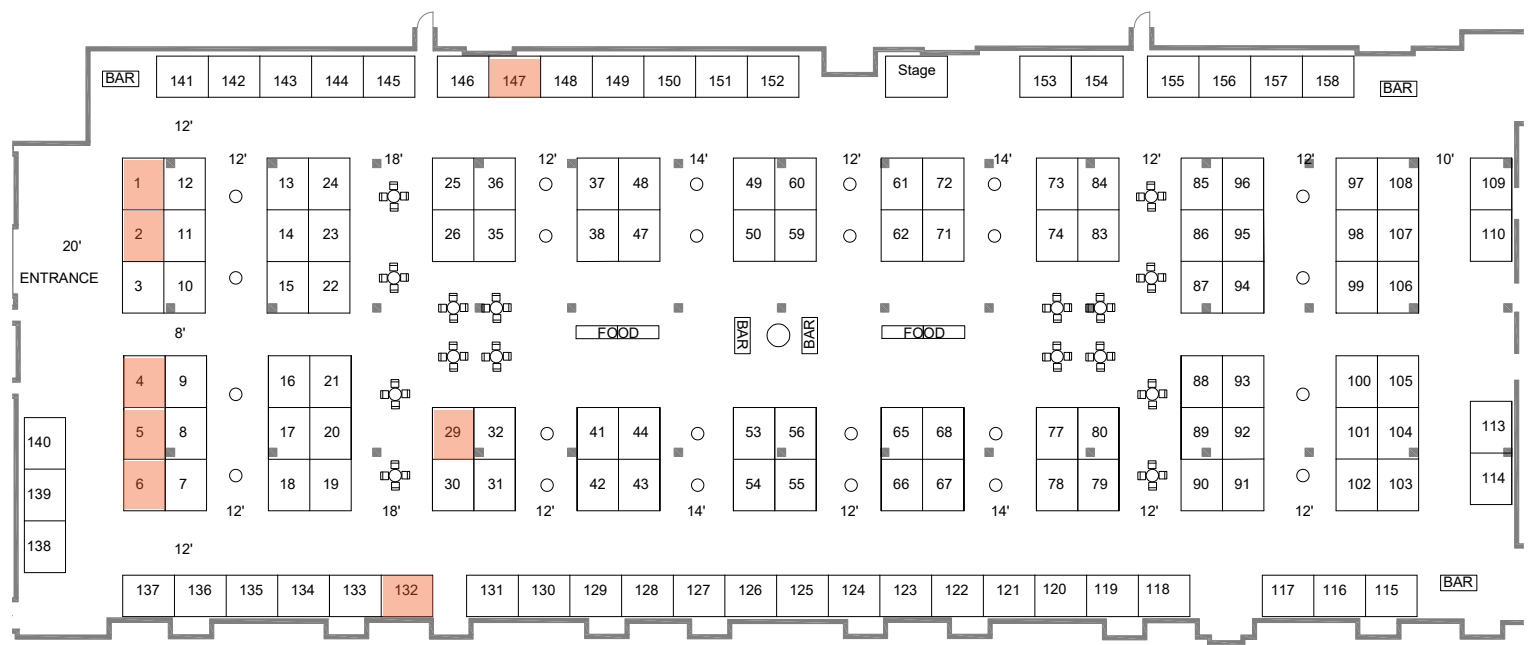 Stage
BAR 141 142 143 144 145 146 147 148 149 150 151 152 153 154 155 156 157 158 BAR
12'
12' 18' 12' 14' 12' 14' 12' 12' 10'
1 12 13 24 25 36 37 48 49 60 61 72 73 84 85 96 97 108 109
2 11 14 23 26 35 38 47 50 59 62 71 74 83 86 95 98 107 110
20'
ENTRANCE
3 10 15 22 87 94 99 106
8' FOOD BAR BAR FOOD
4 9 16 21 88 93 100 105
140 5 8 17 20 29 32 41 44 53 56 65 68 77 80 89 92 101 104 113
139 6 7 18 19 30 31 42 43 54 55 66 67 78 79 90 91 102 103 114
12' 18' 12' 14' 12' 14' 12' 12'
138 12'
137 136 135 134 133 132 131 130 129 128 127 126 125 124 123 122 121 120 119 118 117 116 115 BAR